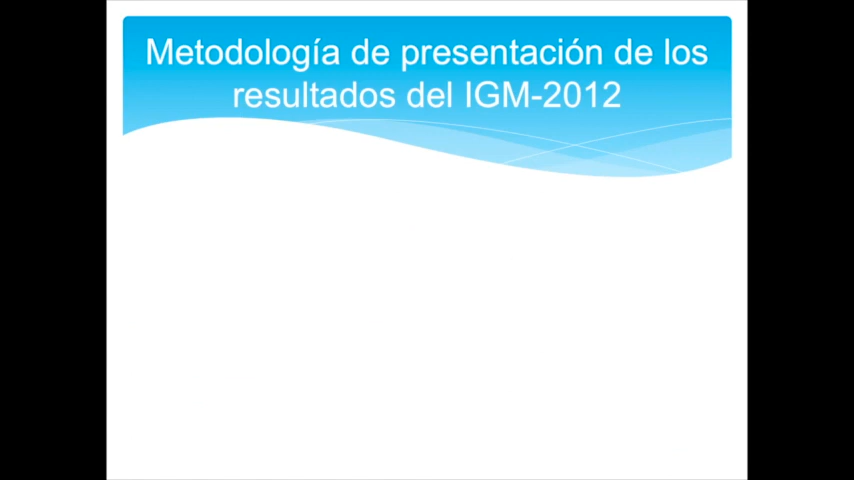 Metodología de presentación de los
resultados del IGM-2012